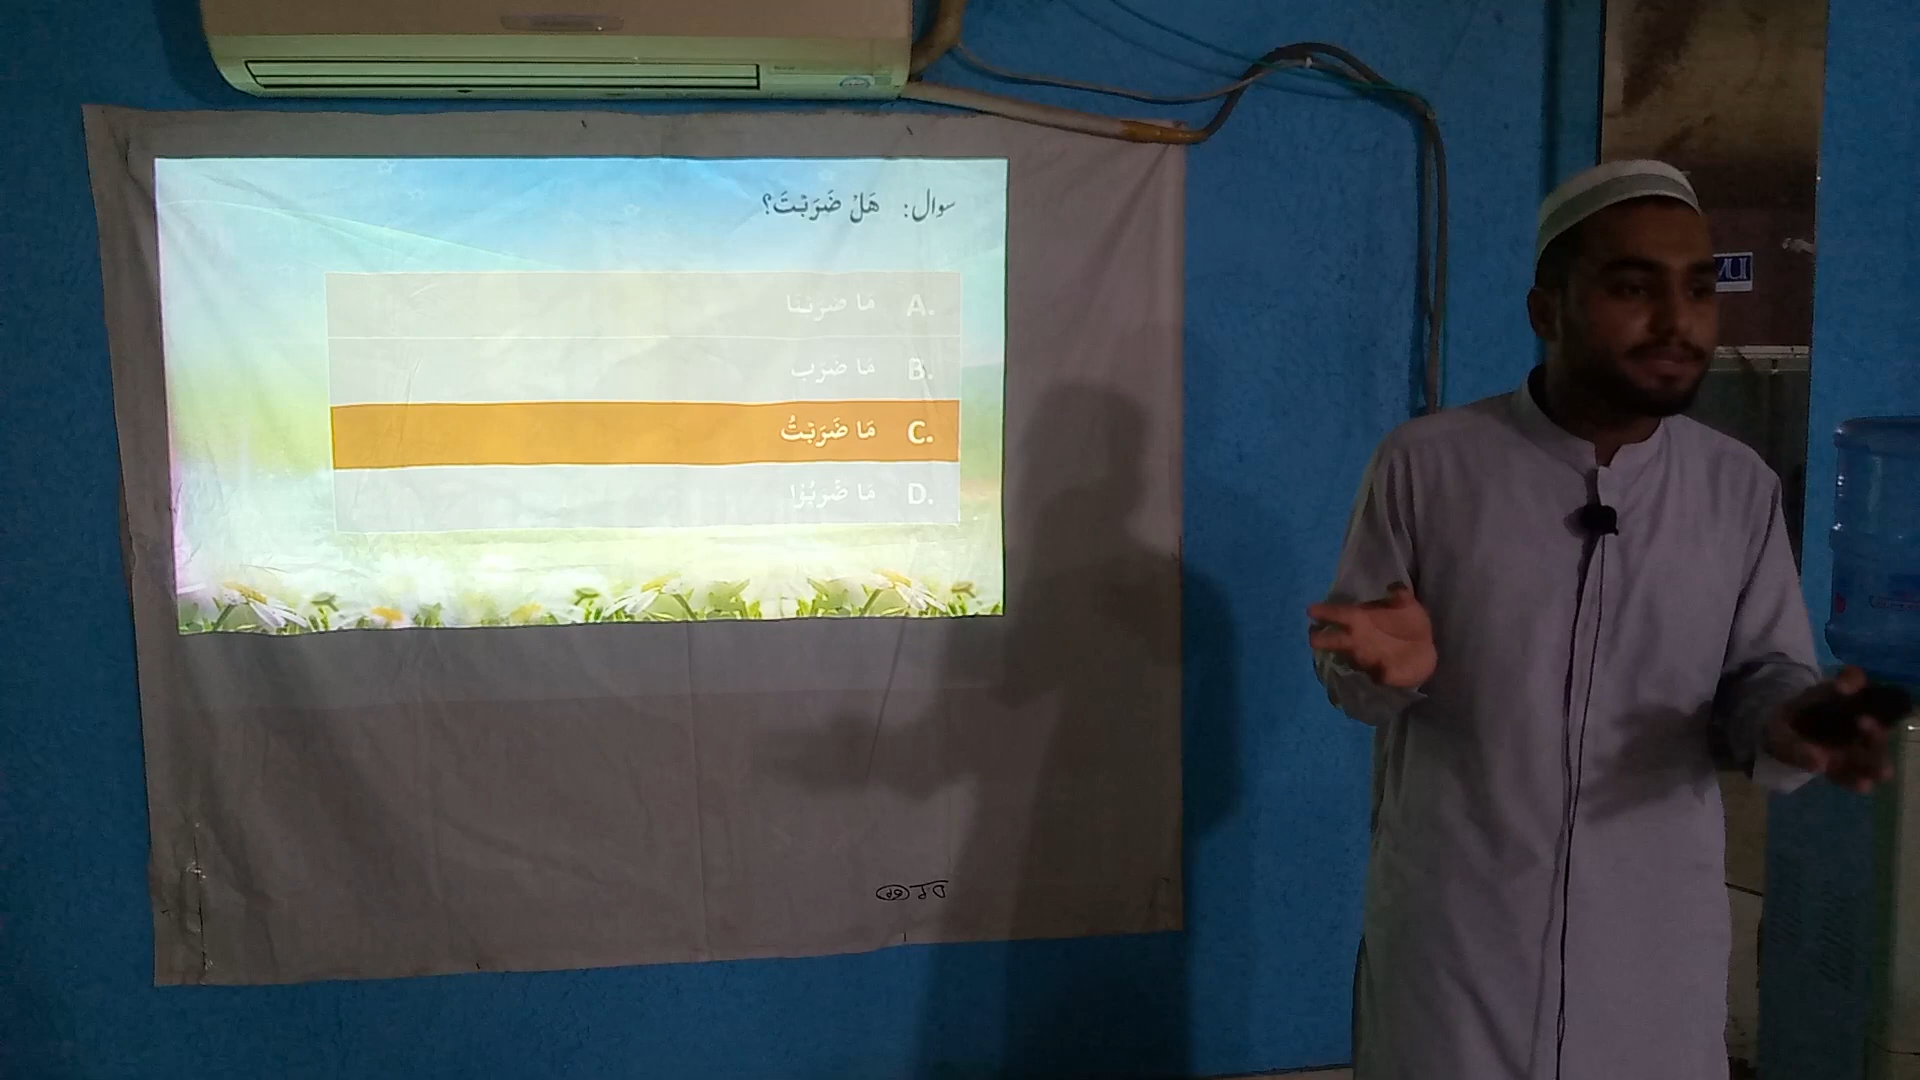 سوال: هَلْ ضَرَبْتَ؟
A. مَا ضَرَبْنَا
B. مَا ضَرَبَ
C. مَا ضَرَبْتُ
D. مَا ضَرَبُوْا